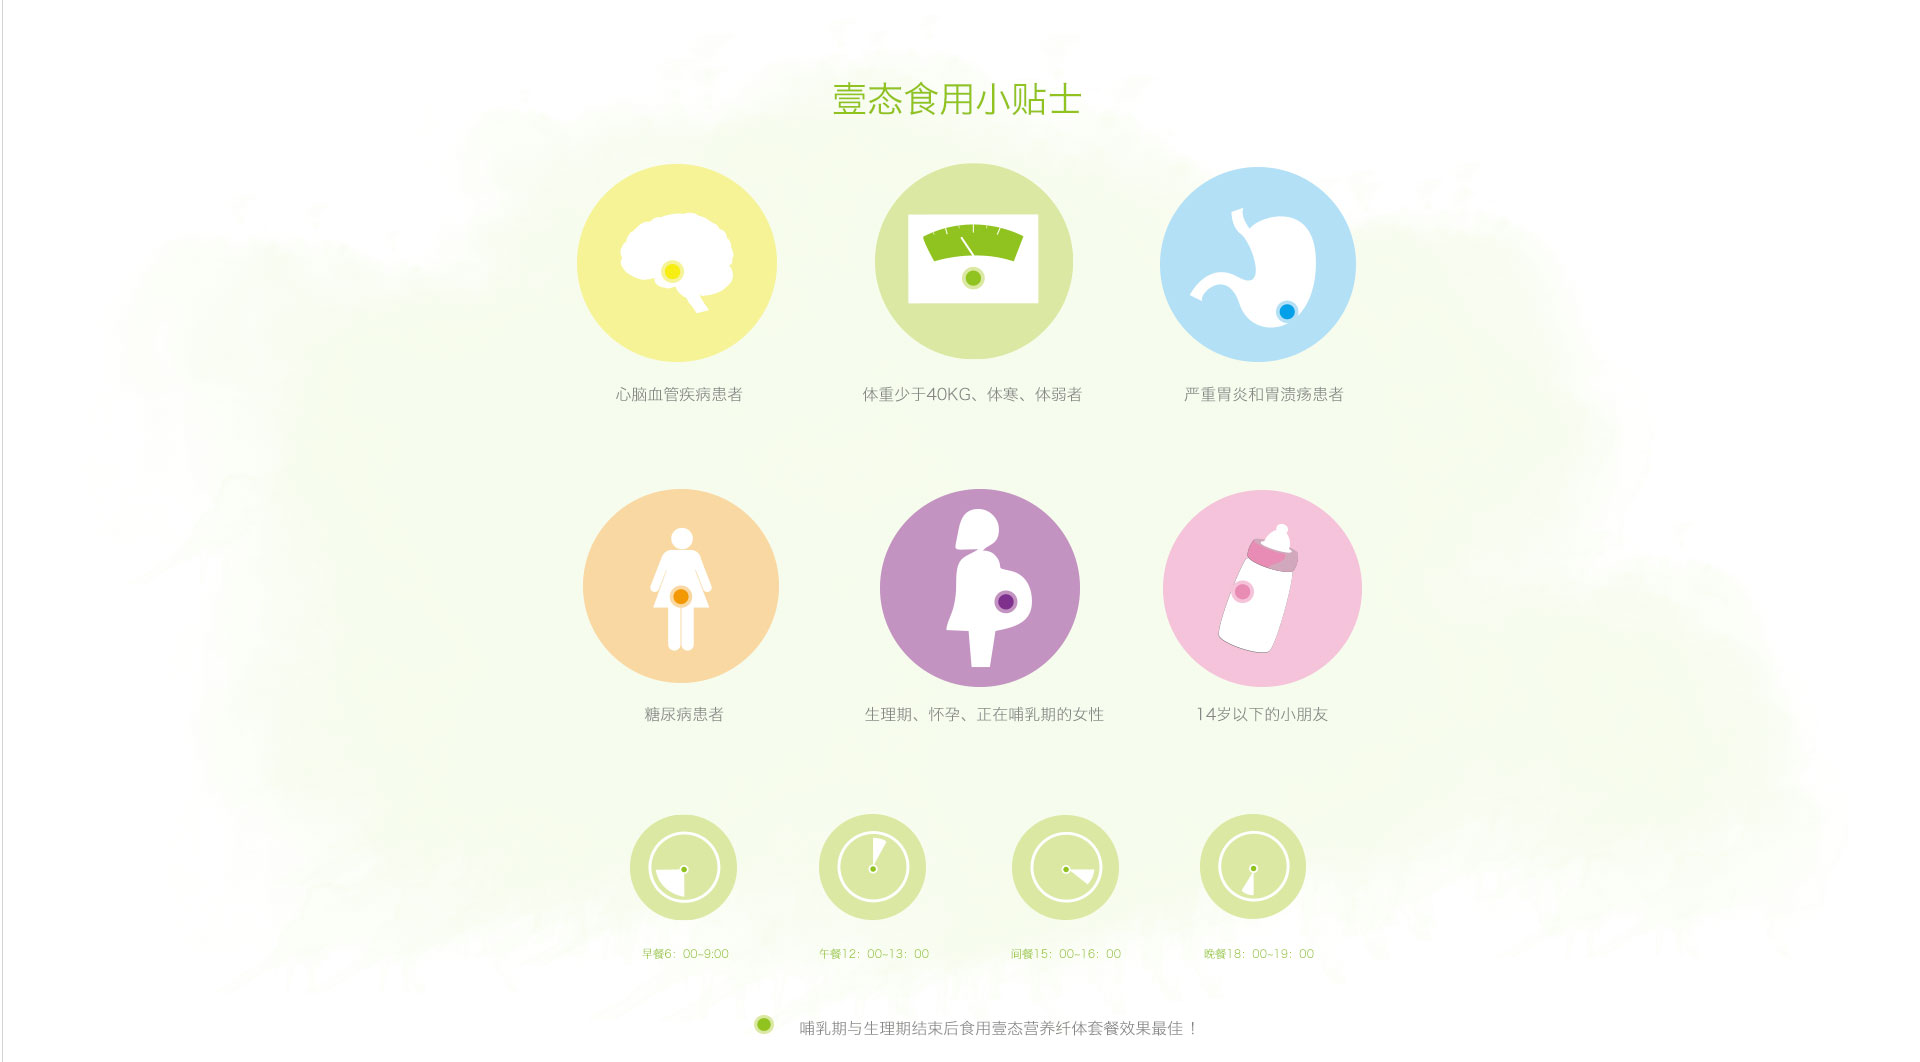 壹态食用小贴士
心脑血管疾病患者
体重少于40KG、体寒、体弱者
严重胃炎和胃溃疡患者
糖尿病患者
生理期、怀孕、正在哺乳期的女性
14岁以下的小朋友
早餐6：00~9:00
午餐12：00~13：00
间餐15：00~16：00
晚餐18：00~19：00
哺乳期与生理期结束后食用壹态营养纤体套餐效果最佳！